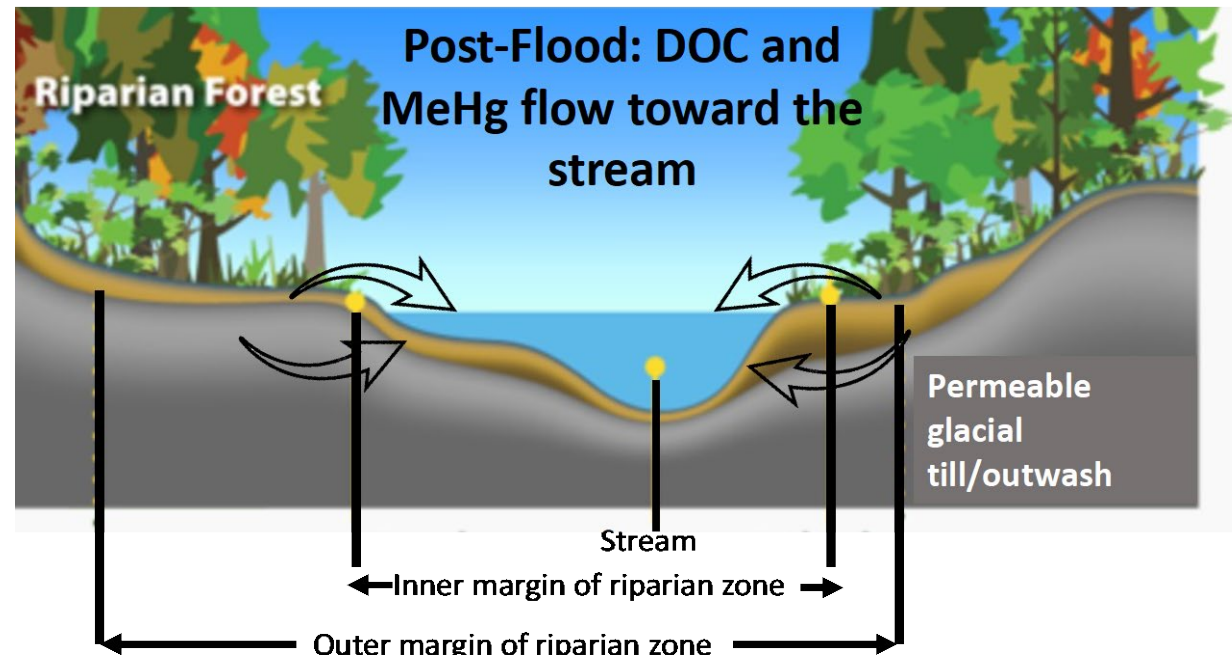 Post-Flood: DOC and
MeHg flow toward the
stream
Riparian Forest
Permeable
glacial
till/outwash
Stream
Inner margin of riparian zone
Outer margin of riparian zone